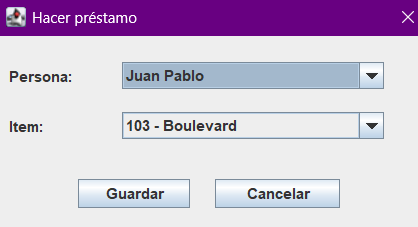 Hacer préstamo
Persona: Juan Pablo
Item: 103 - Boulevard
Guardar Cancelar